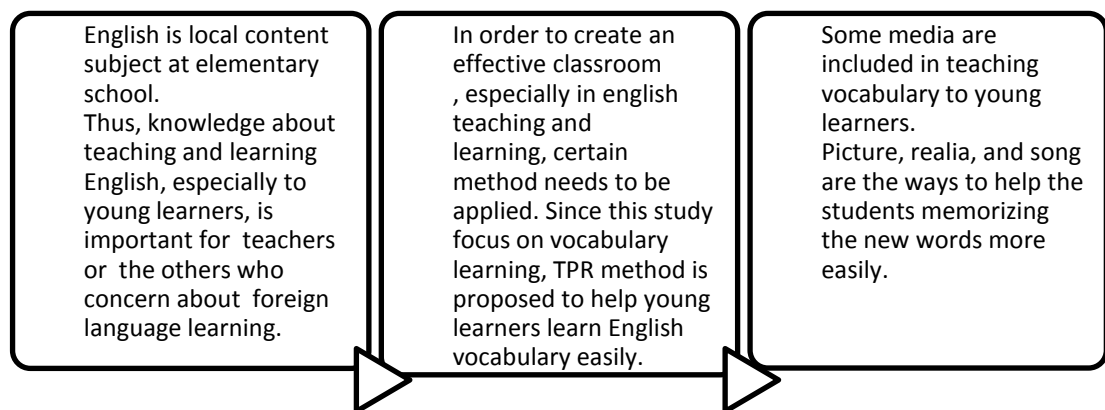 English is local content
subject at elementary
school.
Thus, knowledge about
teaching and learning
English, especially to
young learners, is
important for teachers
or the others who
concern about foreign
language learning.
In order to create an
effective classroom
, especially in english
teaching and
learning, certain
method needs to be
applied. Since this study
focus on vocabulary
learning, TPR method is
proposed to help young
learners learn English
vocabulary easily.
Some media are
included in teaching
vocabulary to young
learners.
Picture, realia, and song
are the ways to help the
students memorizing
the new words more
easily.